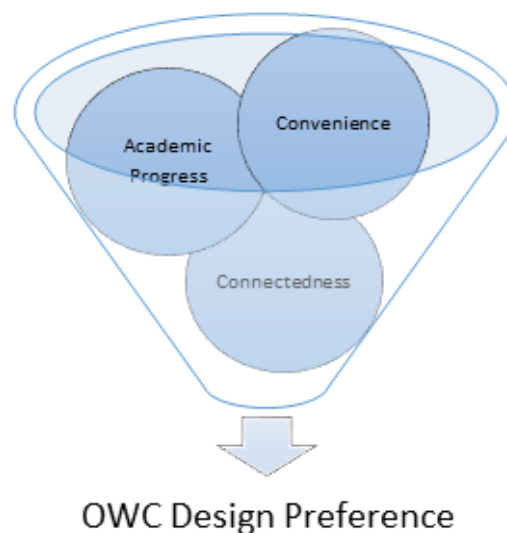 Convenience
Academic
Progress
Connectedness
OWC Design Preference